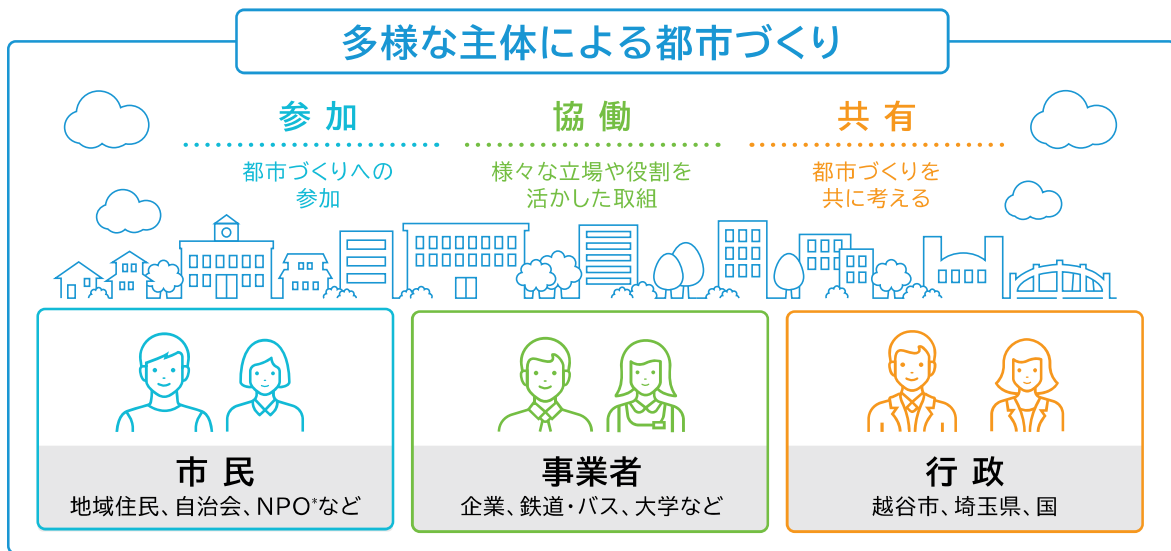 多様な主体による都市づくり
参加
都市づくりへの
参加
協働
様々な立場や役割を
活かした取組
共有
都市づくりを
共に考える
市民
地域住民、自治会、NPO*など
事業者
企業、鉄道・バス、大学など
行政
越谷市、埼玉県、国